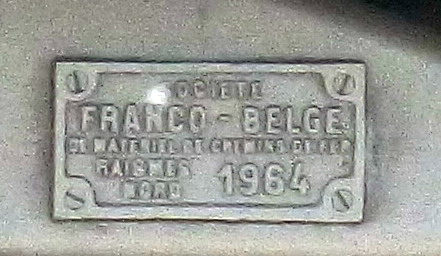 SOCIETE
FRANCO-BELGE
DE MATERIEL DE CHEMINS DE FER
RAISMES
NORD 1964